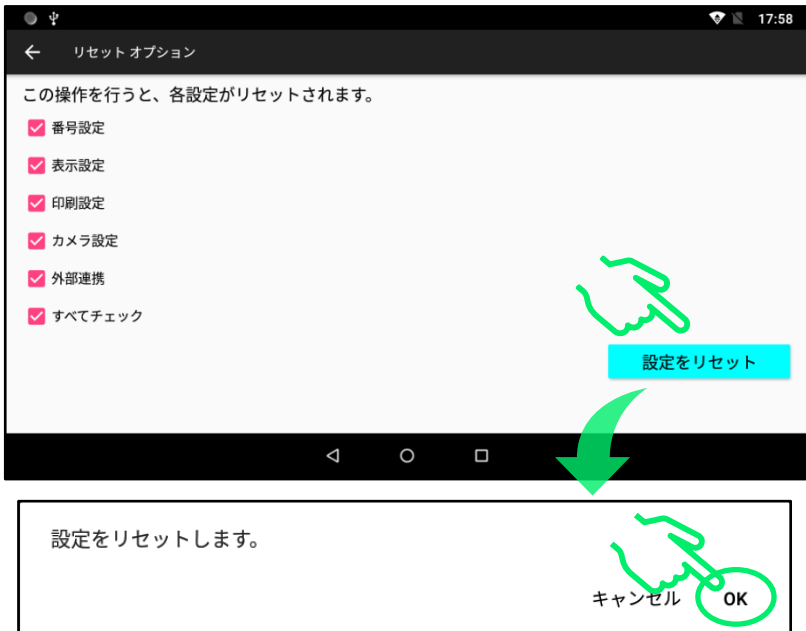 17:58
リセット オプション
この操作を行うと、各設定がリセットされます。
番号設定
表示設定
印刷設定
カメラ設定
外部連携
すべてチェック
設定をリセット
設定をリセットします。
キャンセル OK